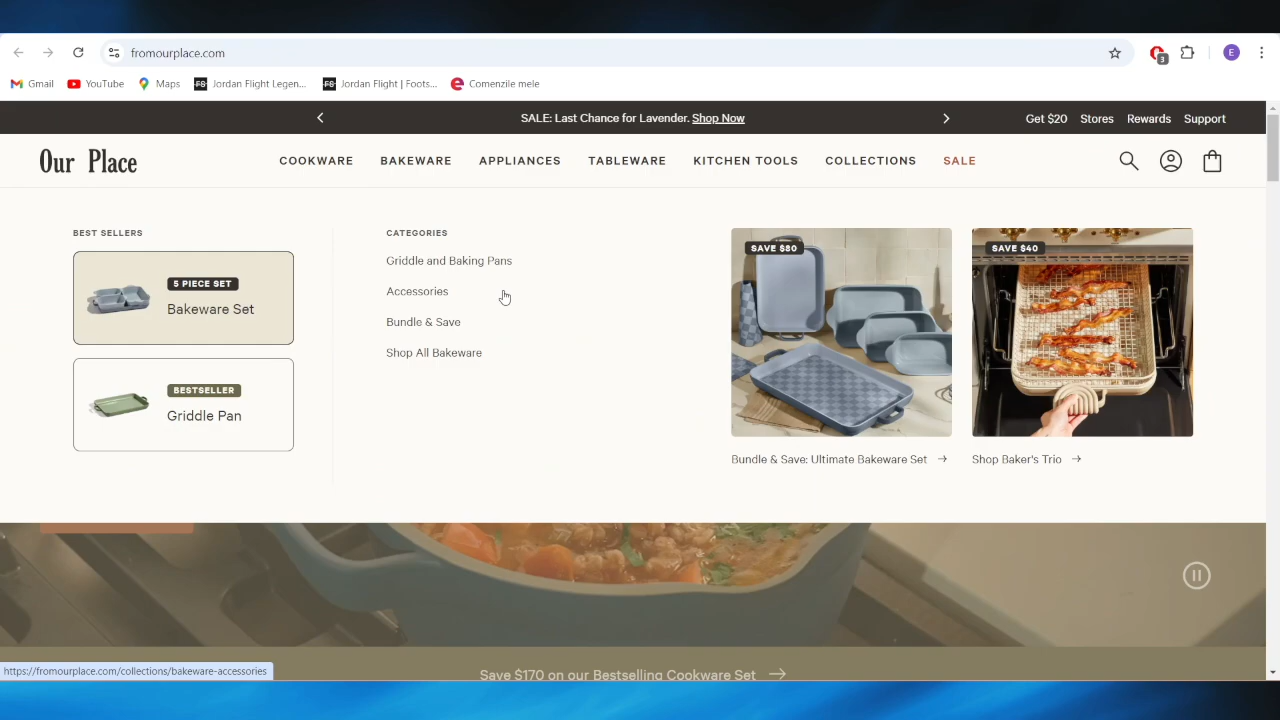 fromourplace.com
Gmail YouTube Maps Jordan Flight Legen... Jordan Flight | Foots... Comenzile mele
3
E
SALE: Last Chance for Lavender. Shop Now
Get $20 Stores Rewards Support
Our Place
COOKWARE BAKEWARE APPLIANCES TABLEWARE KITCHEN TOOLS COLLECTIONS SALE
BEST SELLERS
5 PIECE SET
Bakeware Set
BESTSELLER
Griddle Pan
CATEGORIES
Griddle and Baking Pans
Accessories
Bundle & Save
Shop All Bakeware
SAVE $80
Bundle & Save: Ultimate Bakeware Set →
SAVE $40
Shop Baker's Trio →
Save $170 on our Bestselling Cookware Set →
https://fromourplace.com/collections/bakeware-accessories